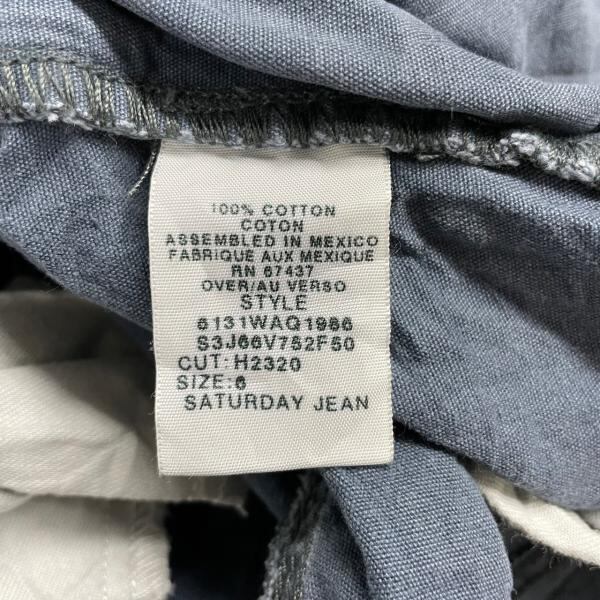 100% COTTON
COTON
ASSEMBLED IN MEXICO
FABRIQUE AUX MEXIQUE
RN 67437
OVER/AU VERSO
STYLE
6131WAQ1986
S3J66V752F50
CUT: H2320
SIZE: 6
SATURDAY JEAN